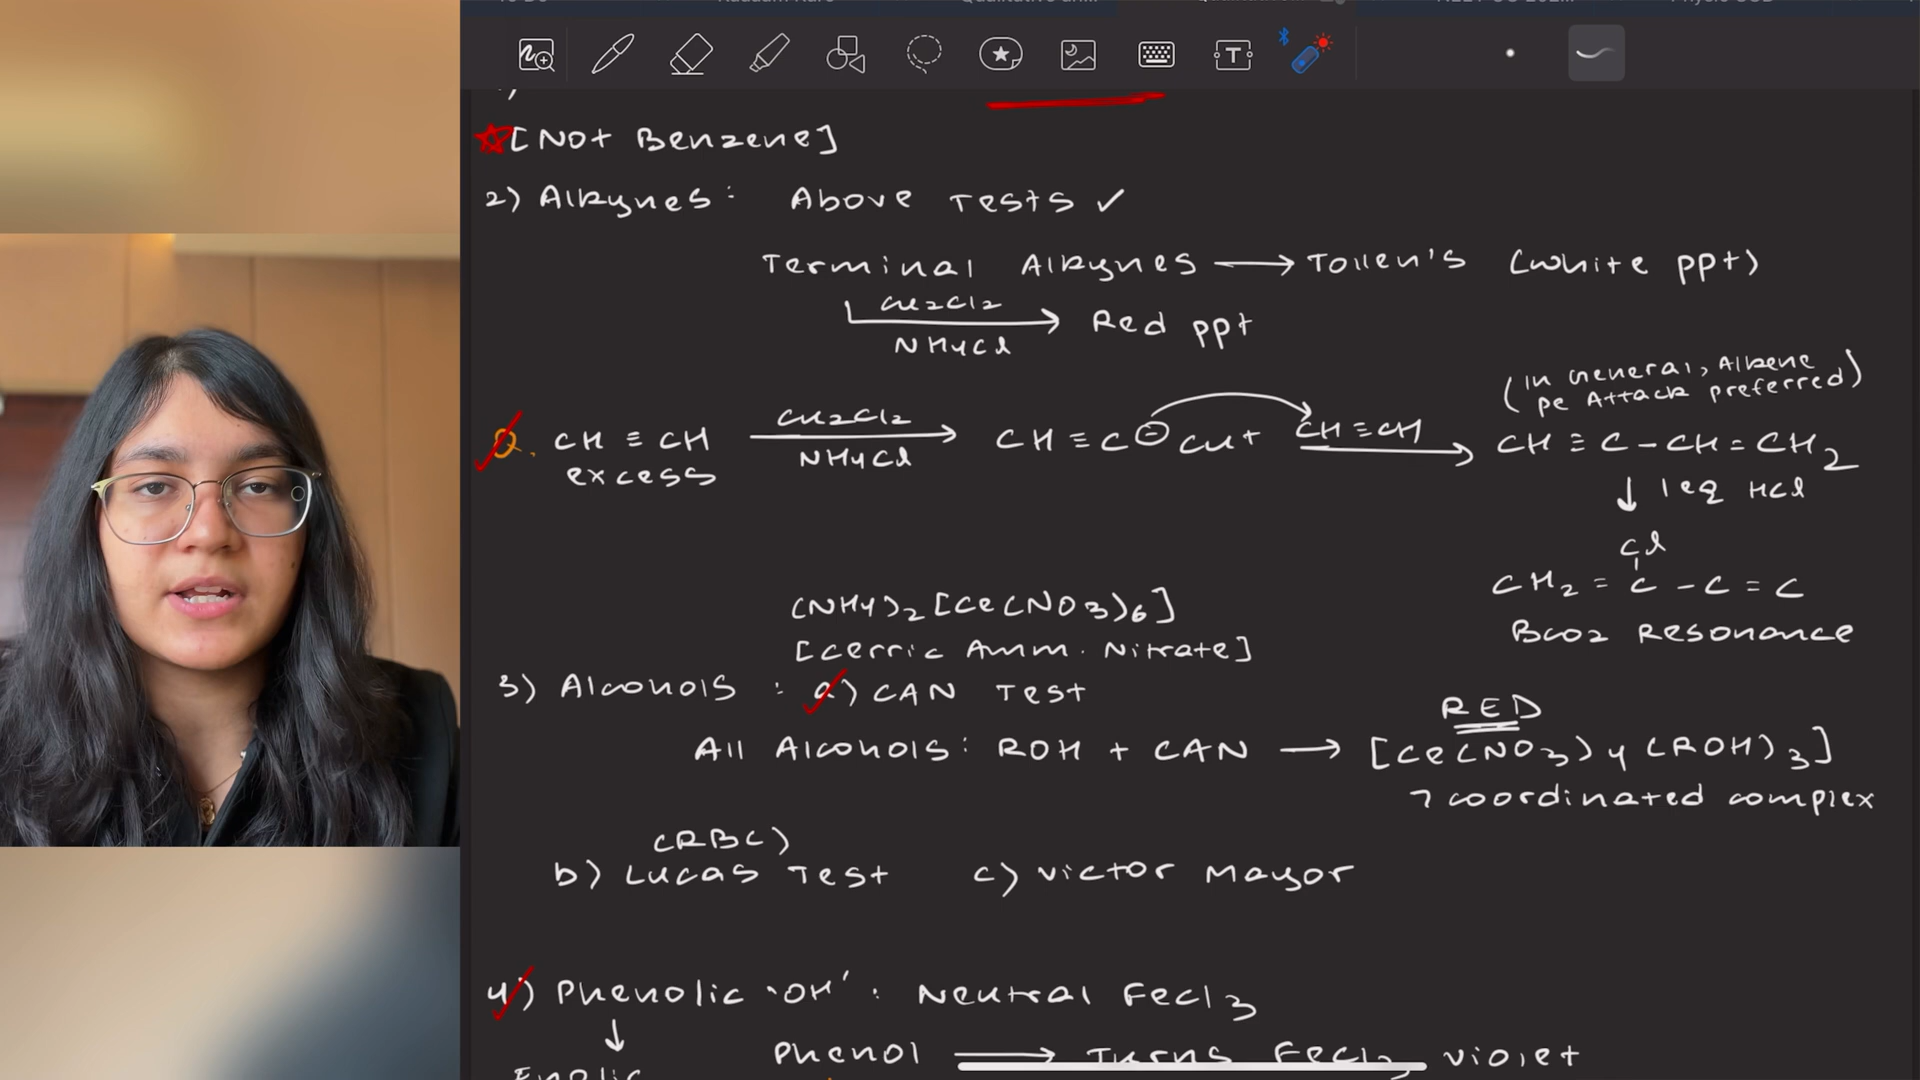 [Not Benzene]
2) Alkynes: Above Tests ✓
Terminal Alkynes → Tollen's (white ppt)
Cu2Cl2
NH4Cl
Red ppt
(In General, Alkene
pe Attack preferred)
Q. CH ≡ CH
excess
Cu2Cl2
NH4Cl
CH ≡ C⊖ Cu+
CH ≡ CH
CH ≡ C - CH = CH2
↓ 1 eq HCl
Cl
CH2 = C - C = C
Bcoz Resonance
(NH4)2[Ce(NO3)6]
[Cerric Amm. Nitrate]
3) Alcohols : a) CAN Test
RED
All Alcohols: ROH + CAN → [Ce(NO3)4(ROH)3]
7 coordinated complex
(RBC)
b) Lucas Test c) Victor Mayor
4) Phenolic 'OH' : Neutral FeCl3
↓
Phenol → Turns FeCl3 violet
Enolic